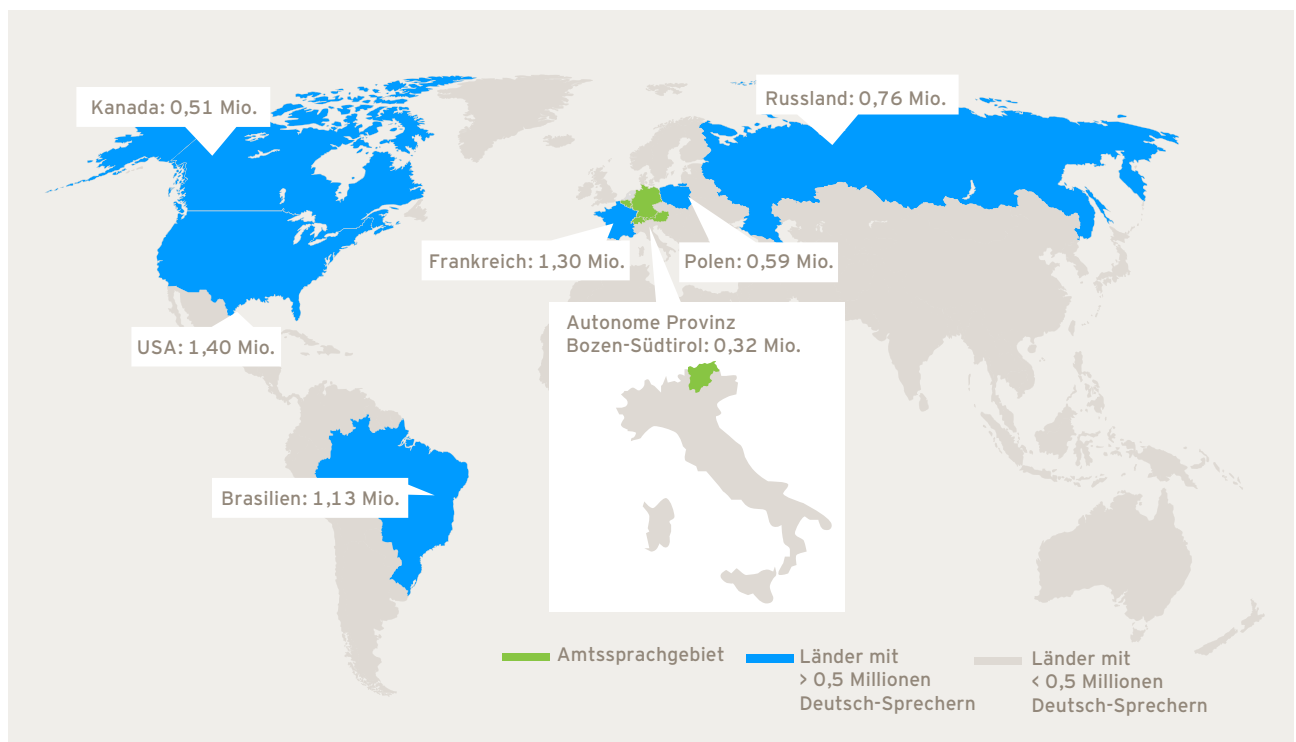 Kanada: 0,51 Mio.
Russland: 0,76 Mio.
Frankreich: 1,30 Mio.
Polen: 0,59 Mio.
Autonome Provinz
Bozen-Südtirol: 0,32 Mio.
USA: 1,40 Mio.
Brasilien: 1,13 Mio.
Amtssprachgebiet
Länder mit
> 0,5 Millionen
Deutsch-Sprechern
Länder mit
< 0,5 Millionen
Deutsch-Sprechern